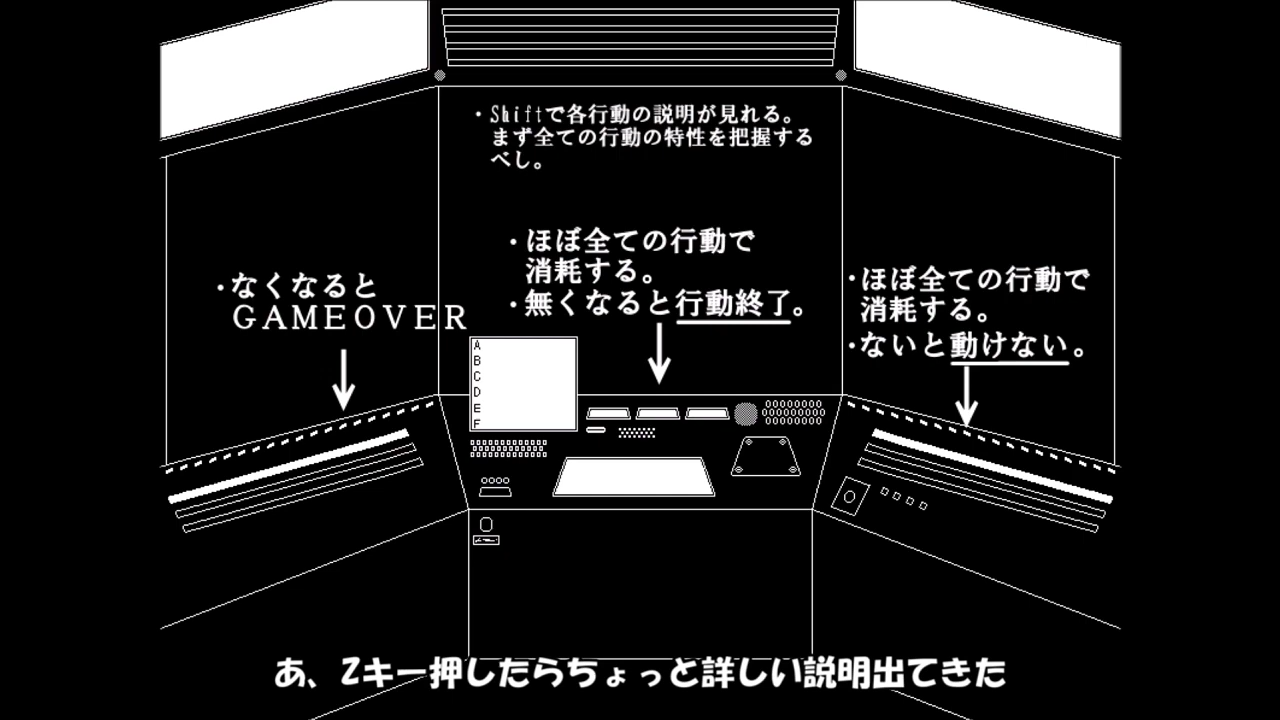 ・Shiftで各行動の説明が見れる。
まず全ての行動の特性を把握する
べし。
・ほぼ全ての行動で
消耗する。
・無くなると行動終了。
・なくなると
ＧＡＭＥＯＶＥＲ
・ほぼ全ての行動で
消耗する。
・ないと動けない。
A
B
C
D
E
F
あ、Zキー押したらちょっと詳しい説明出てきた